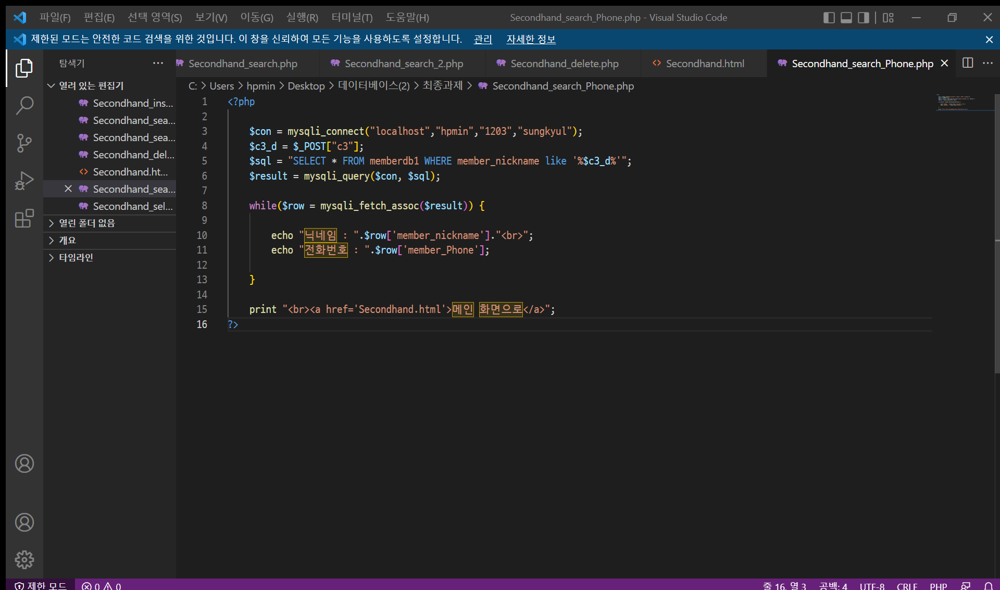 파일(F) 편집(E) 선택 영역(S) 보기(V) 이동(G) 실행(R) 터미널(T) 도움말(H) Secondhand_search_Phone.php - Visual Studio Code
제한된 모드는 안전한 코드 검색을 위한 것입니다. 이 창을 신뢰하여 모든 기능을 사용하도록 설정합니다. 관리 자세한 정보
탐색기 ··· Secondhand_search.php Secondhand_search_2.php Secondhand_delete.php <> Secondhand.html Secondhand_search_Phone.php ···
C: > Users > hpmin > Desktop > 데이터베이스(2) > 최종과제 > Secondhand_search_Phone.php
열려 있는 편집기
Secondhand_ins...
Secondhand_sea...
Secondhand_sea...
Secondhand_del...
<> Secondhand.ht...
Secondhand_sea...
Secondhand_sel...
열린 폴더 없음
개요
타임라인
1 <?php
2
3 $con = mysqli_connect("localhost","hpmin","1203","sungkyul");
4 $c3_d = $_POST["c3"];
5 $sql = "SELECT * FROM memberdb1 WHERE member_nickname like '%$c3_d%'";
6 $result = mysqli_query($con, $sql);
7
8 while($row = mysqli_fetch_assoc($result)) {
9
10 echo "닉네임 : ".$row['member_nickname']."<br>";
11 echo "전화번호 : ".$row['member_Phone'];
12
13 }
14
15 print "<br><a href='Secondhand.html'>메인 화면으로</a>";
16 ?>
제한 모드 0 0 줄 16, 열 3 공백: 4 UTF-8 CRLF PHP